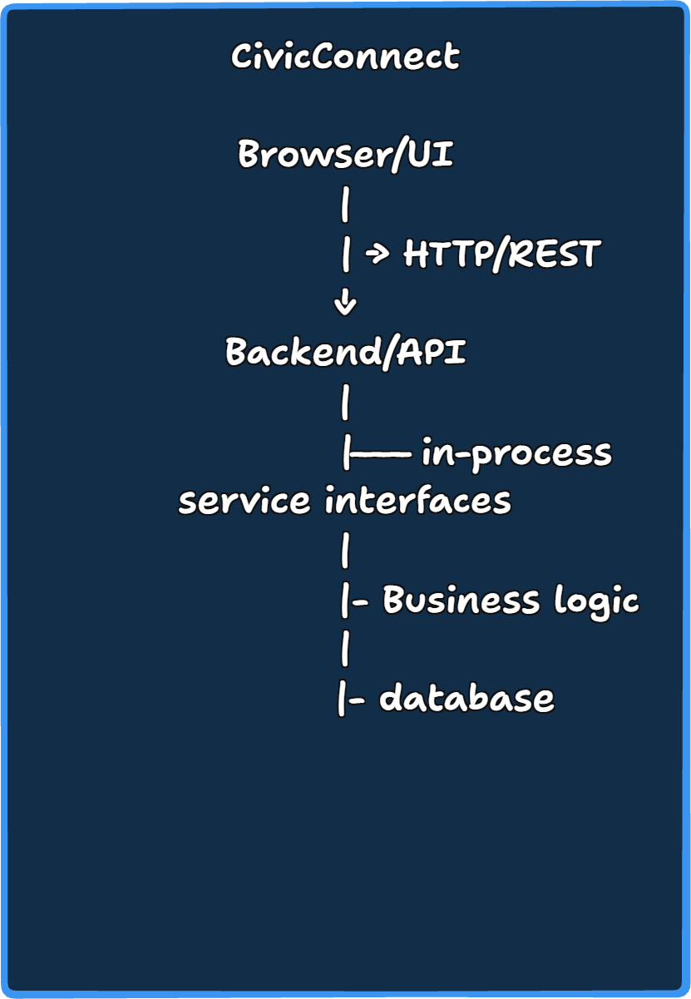 CivicConnect
Browser/UI
|
| → HTTP/REST
↓
Backend/API
|
|—— in-process
service interfaces
|
|- Business logic
|
|- database